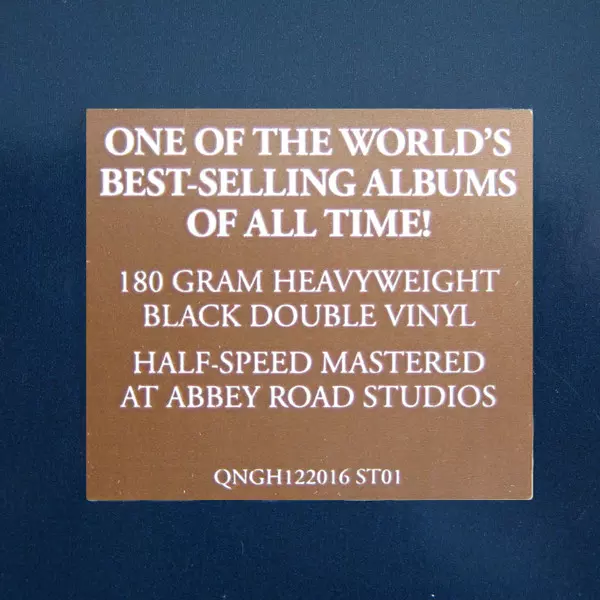 ONE OF THE WORLD'S
BEST-SELLING ALBUMS
OF ALL TIME!
180 GRAM HEAVYWEIGHT
BLACK DOUBLE VINYL
HALF-SPEED MASTERED
AT ABBEY ROAD STUDIOS
QNGH122016 ST01